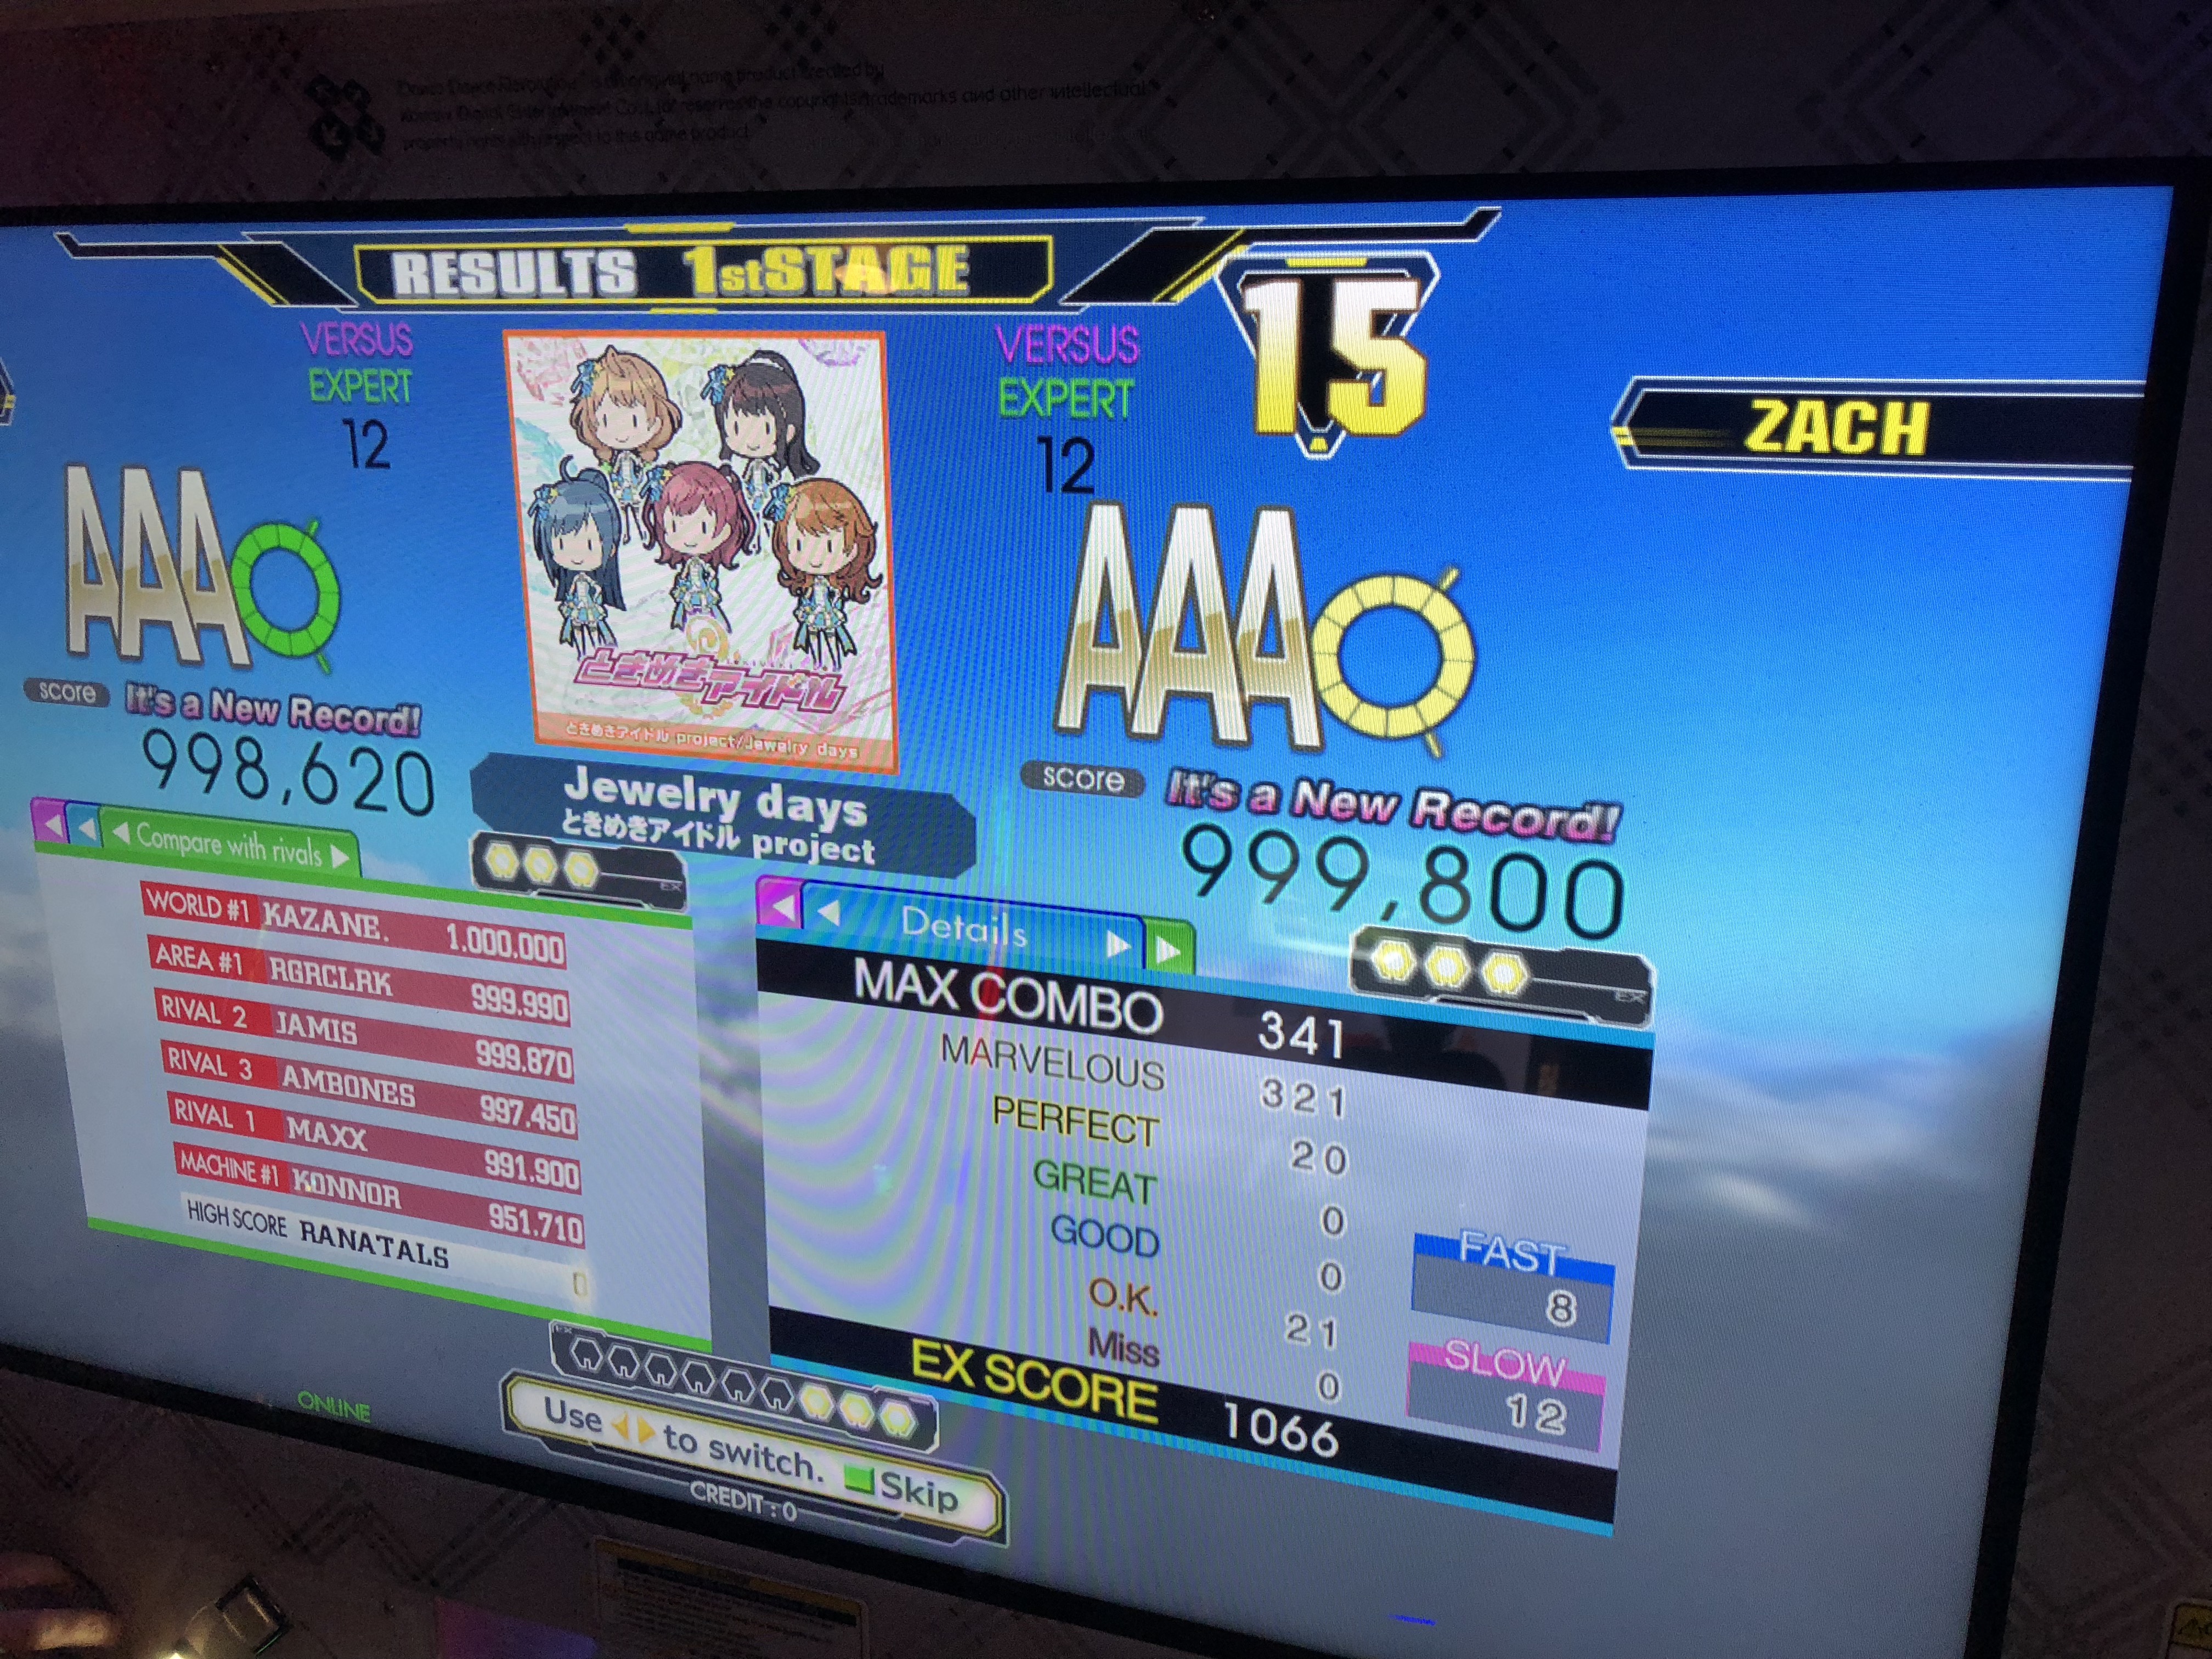 Dance Dance Revolution is an original game product created by
Konami Digital Entertainment Co., Ltd. reserves the copyrights, trademarks and other intellectual
property rights with respect to this game product.
RESULTS 1st STAGE
15
ZACH
VERSUS
EXPERT
12
AAA
score It's a New Record!
998,620
ときめきアイドル
ときめきアイドル project/Jewelry days
Jewelry days
ときめきアイドル project
VERSUS
EXPERT
12
AAA
score It's a New Record!
999,800
Compare with rivals
EX
WORLD #1 KAZANE. 1.000.000
AREA #1 RGRCLRK 999.990
RIVAL 2 JAMIS 999.870
RIVAL 3 AMBONES 997.450
RIVAL 1 MAXX 991.900
MACHINE #1 KONNOR 951.710
HIGH SCORE RANATALS 0
Details
EX
MAX COMBO 341
MARVELOUS 321
PERFECT 20
GREAT 0
GOOD 0
O.K. 21
Miss 0
EX SCORE 1066
FAST
8
SLOW
12
EX
ONLINE
Use to switch. Skip
CREDIT : 0